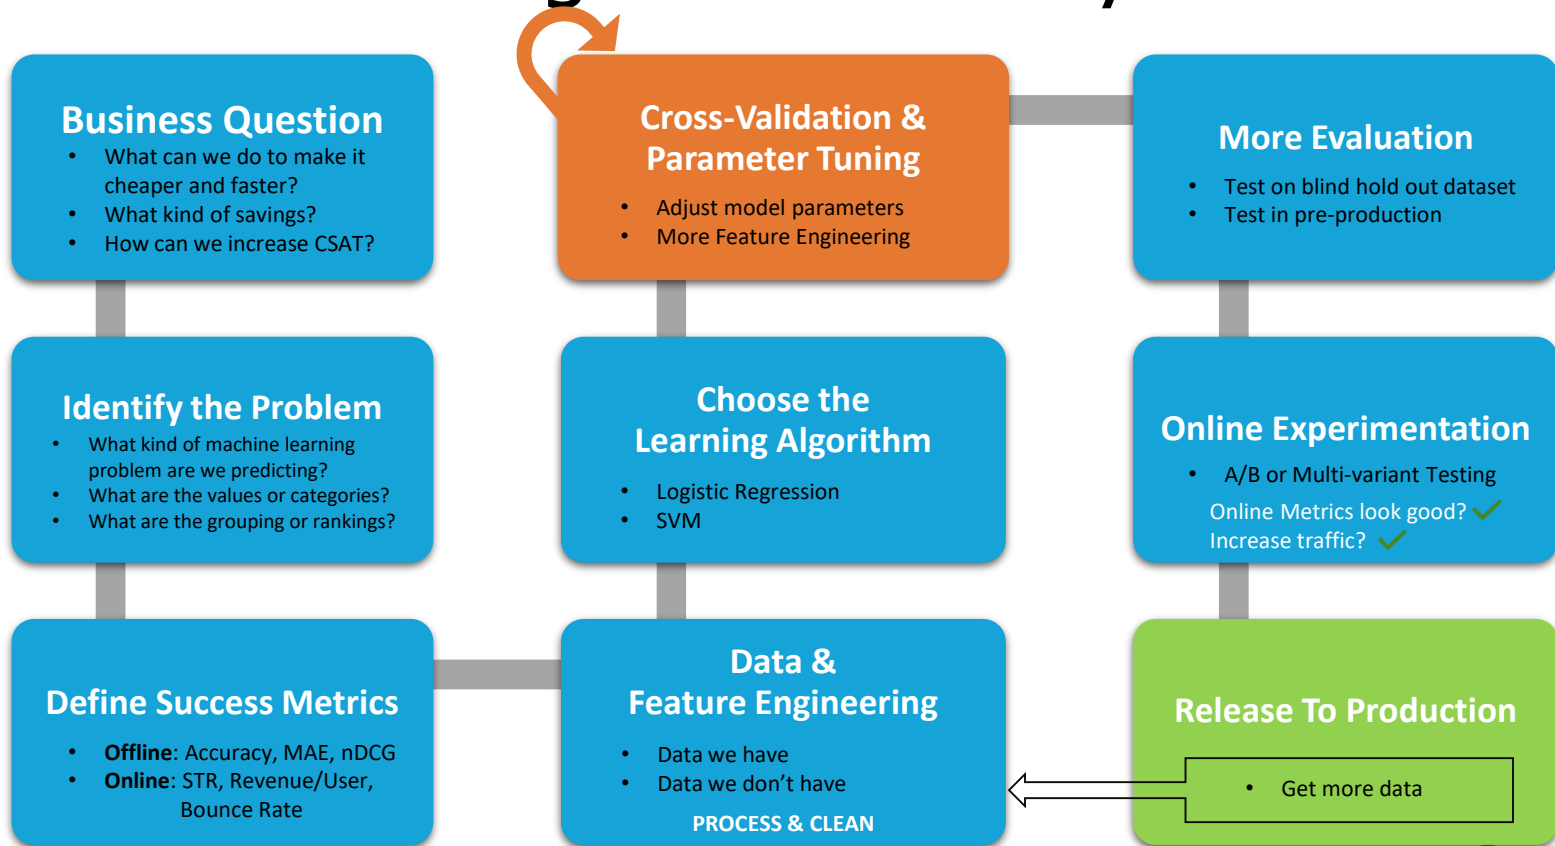 Business Question
• What can we do to make it
cheaper and faster?
• What kind of savings?
• How can we increase CSAT?
Identify the Problem
• What kind of machine learning
problem are we predicting?
• What are the values or categories?
• What are the grouping or rankings?
Define Success Metrics
• Offline: Accuracy, MAE, nDCG
• Online: STR, Revenue/User,
Bounce Rate
Data &
Feature Engineering
• Data we have
• Data we don’t have
PROCESS & CLEAN
Choose the
Learning Algorithm
• Logistic Regression
• SVM
Cross-Validation &
Parameter Tuning
• Adjust model parameters
• More Feature Engineering
More Evaluation
• Test on blind hold out dataset
• Test in pre-production
Online Experimentation
• A/B or Multi-variant Testing
Online Metrics look good?
Increase traffic?
Release To Production
• Get more data